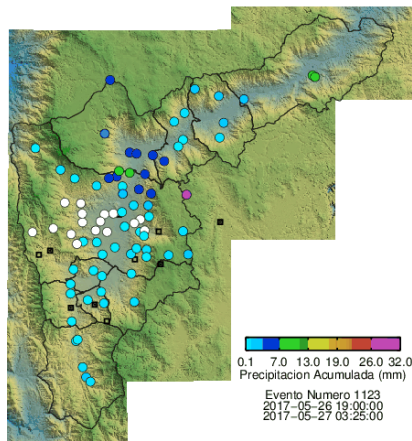 0.1 7.0 13.0 19.0 26.0 32.0
Precipitacion Acumulada (mm)
Evento Numero 1123
2017-05-26 19:00:00
2017-05-27 03:25:00